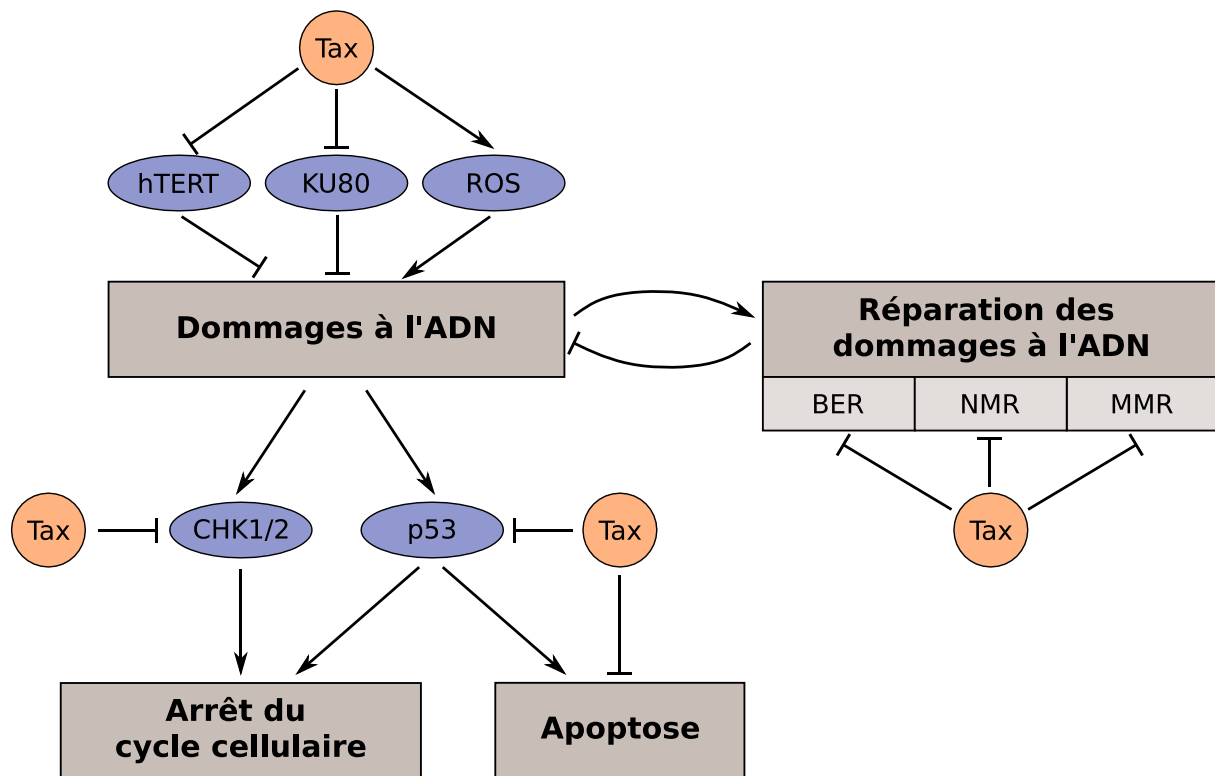 Tax
hTERT
KU80
ROS
Dommages à l'ADN
Réparation des
dommages à l'ADN
BER
NMR
MMR
Tax
CHK1/2
p53
Tax
Tax
Arrêt du
cycle cellulaire
Apoptose